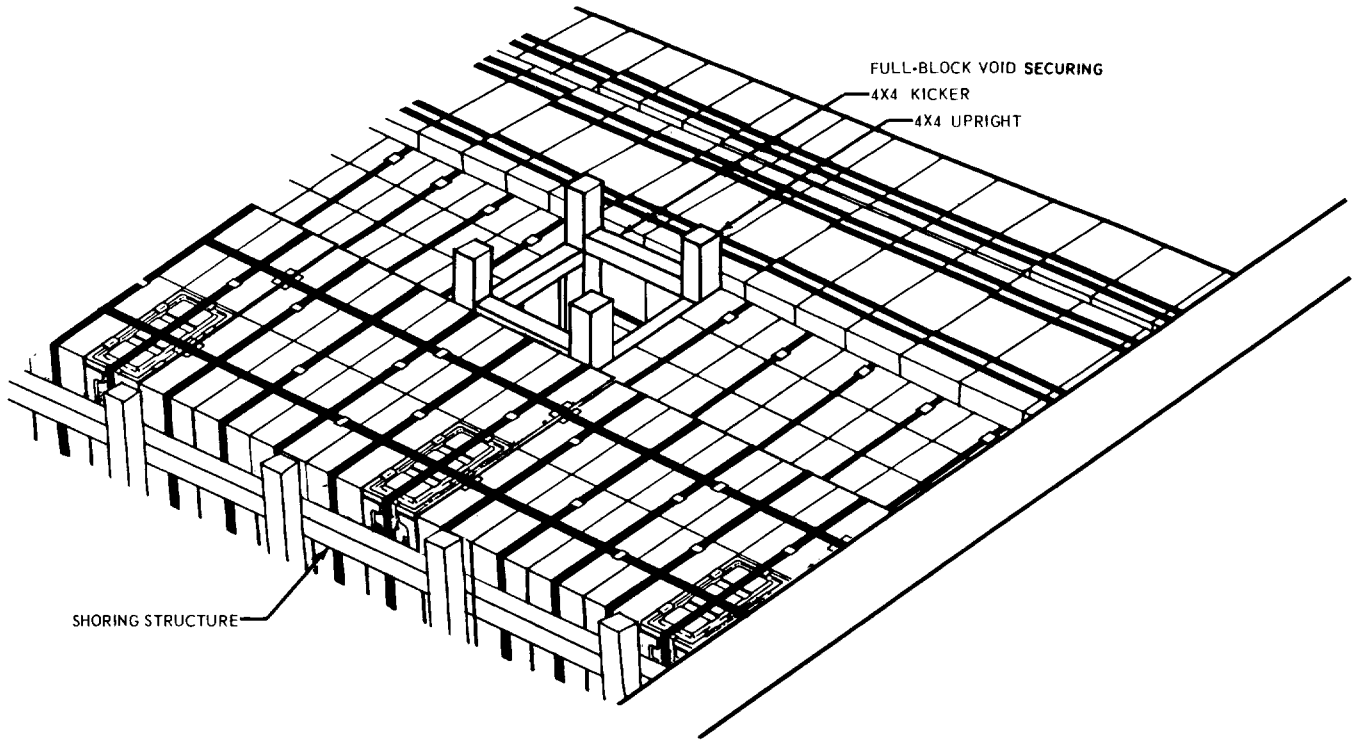 FULL-BLOCK VOID SECURING
4X4 KICKER
4X4 UPRIGHT
SHORING STRUCTURE